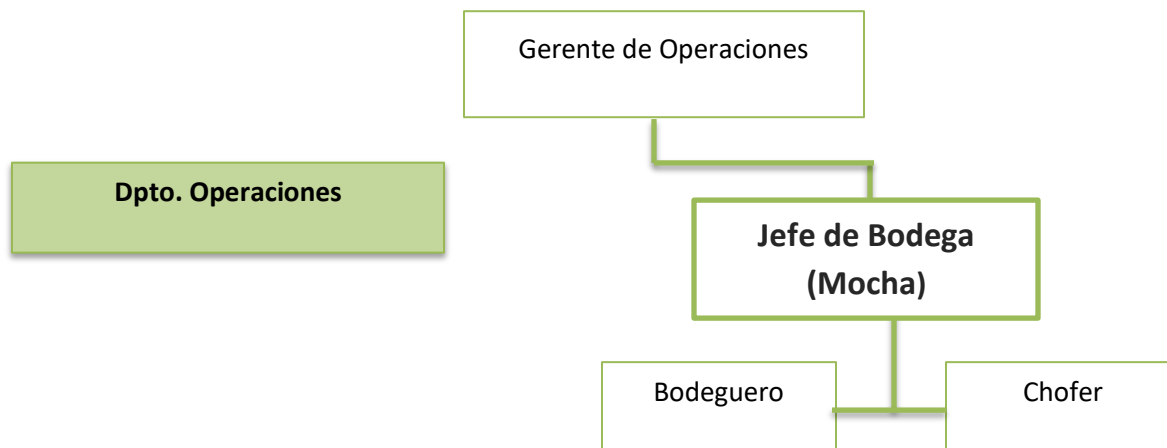 Gerente de Operaciones
Dpto. Operaciones
Jefe de Bodega
(Mocha)
Bodeguero
Chofer